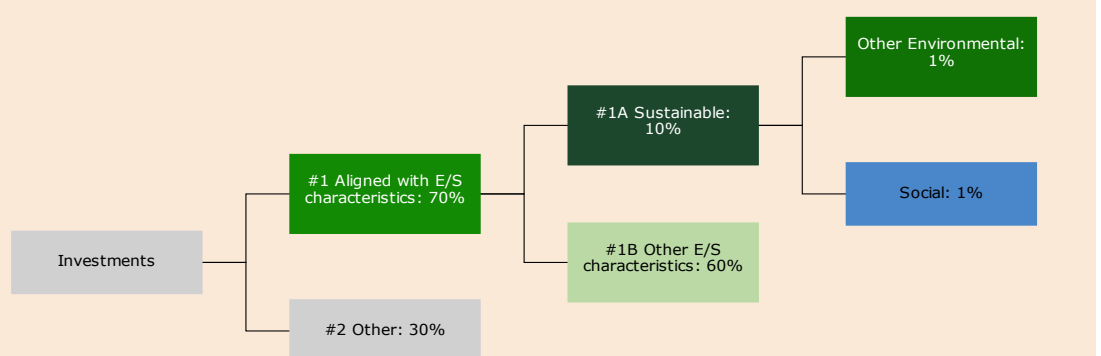 Investments
#1 Aligned with E/S
characteristics: 70%
#2 Other: 30%
#1A Sustainable:
10%
#1B Other E/S
characteristics: 60%
Other Environmental:
1%
Social: 1%